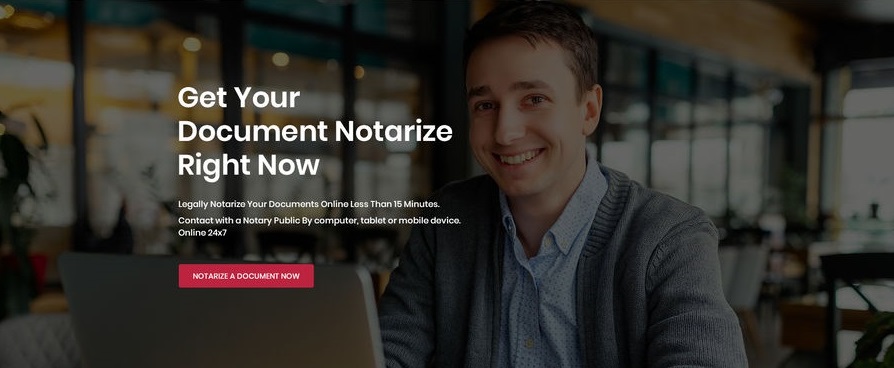 Get Your
Document Notarize
Right Now
Legally Notarize Your Documents Online Less Than 15 Minutes.
Contact with a Notary Public By computer, tablet or mobile device.
Online 24x7
NOTARIZE A DOCUMENT NOW